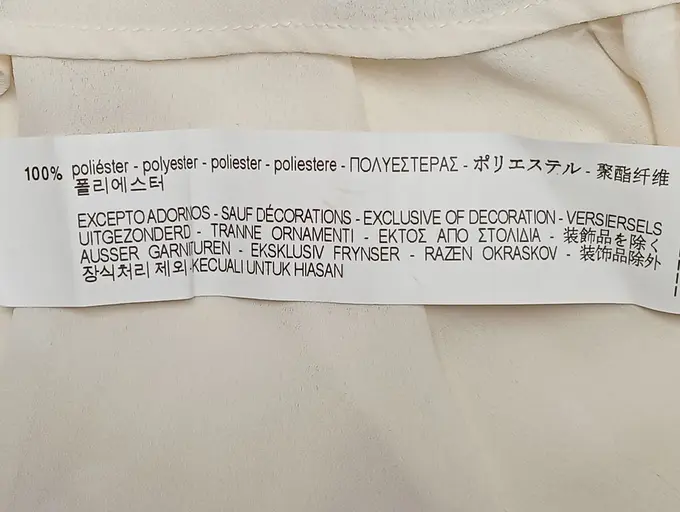 100% poliéster - polyester - poliester - poliestere - ΠΟΛΥΕΣΤΕΡΑΣ - ポリエステル - 聚酯纤维
폴리에스터
EXCEPTO ADORNOS - SAUF DÉCORATIONS - EXCLUSIVE OF DECORATION - VERSIERSELS
UITGEZONDERD - TRANNE ORNAMENTI - ΕΚΤΟΣ ΑΠΟ ΣΤΟΛΙΔΙΑ - 装飾品を除く
AUSSER GARNITUREN - EKSKLUSIV FRYNSER - RAZEN OKRASKOV - 装饰品除外
장식처리 제외-KECUALI UNTUK HIASAN